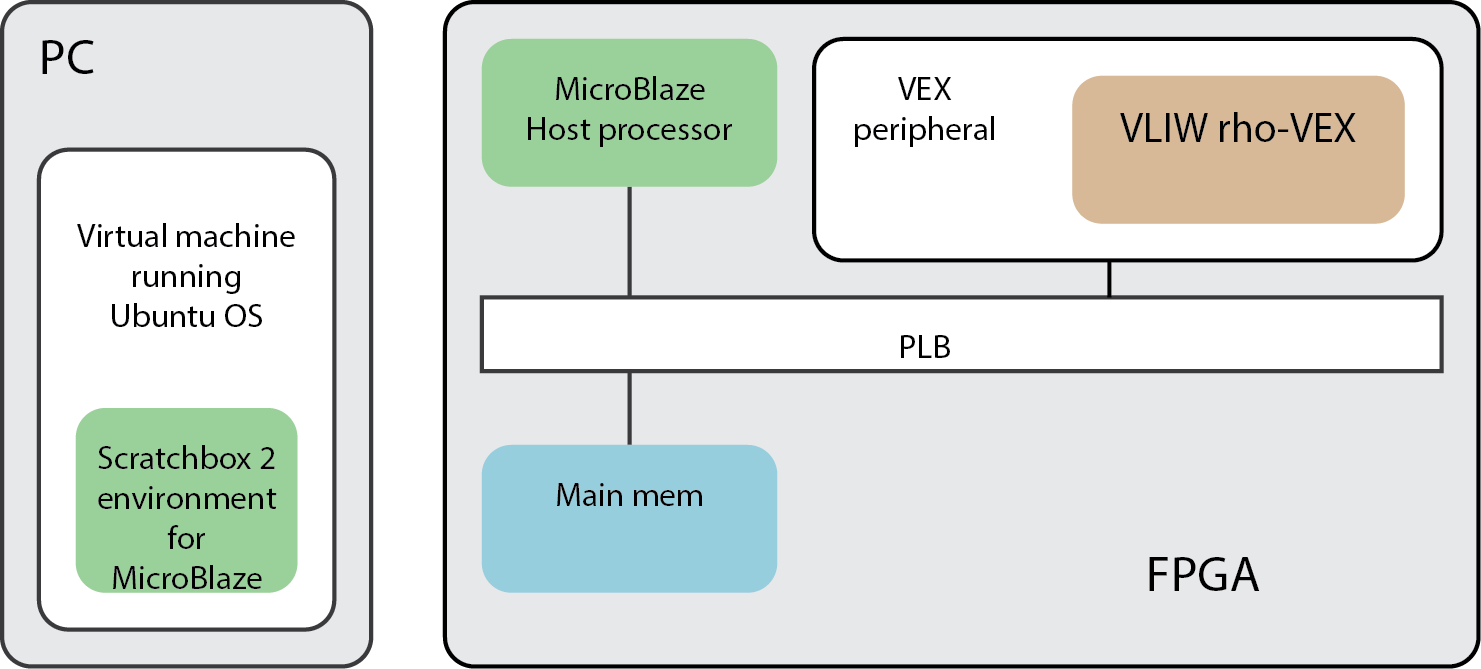 PC
Virtual machine
running
Ubuntu OS
Scratchbox 2
environment
for
MicroBlaze
MicroBlaze
Host processor
VEX
peripheral
VLIW rho-VEX
PLB
Main mem
FPGA